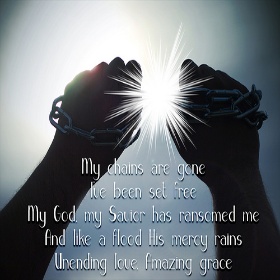 My chains are gone
I've been set free
My God, my Savior has ransomed me
And like a flood His mercy rains
Unending love, Amazing grace